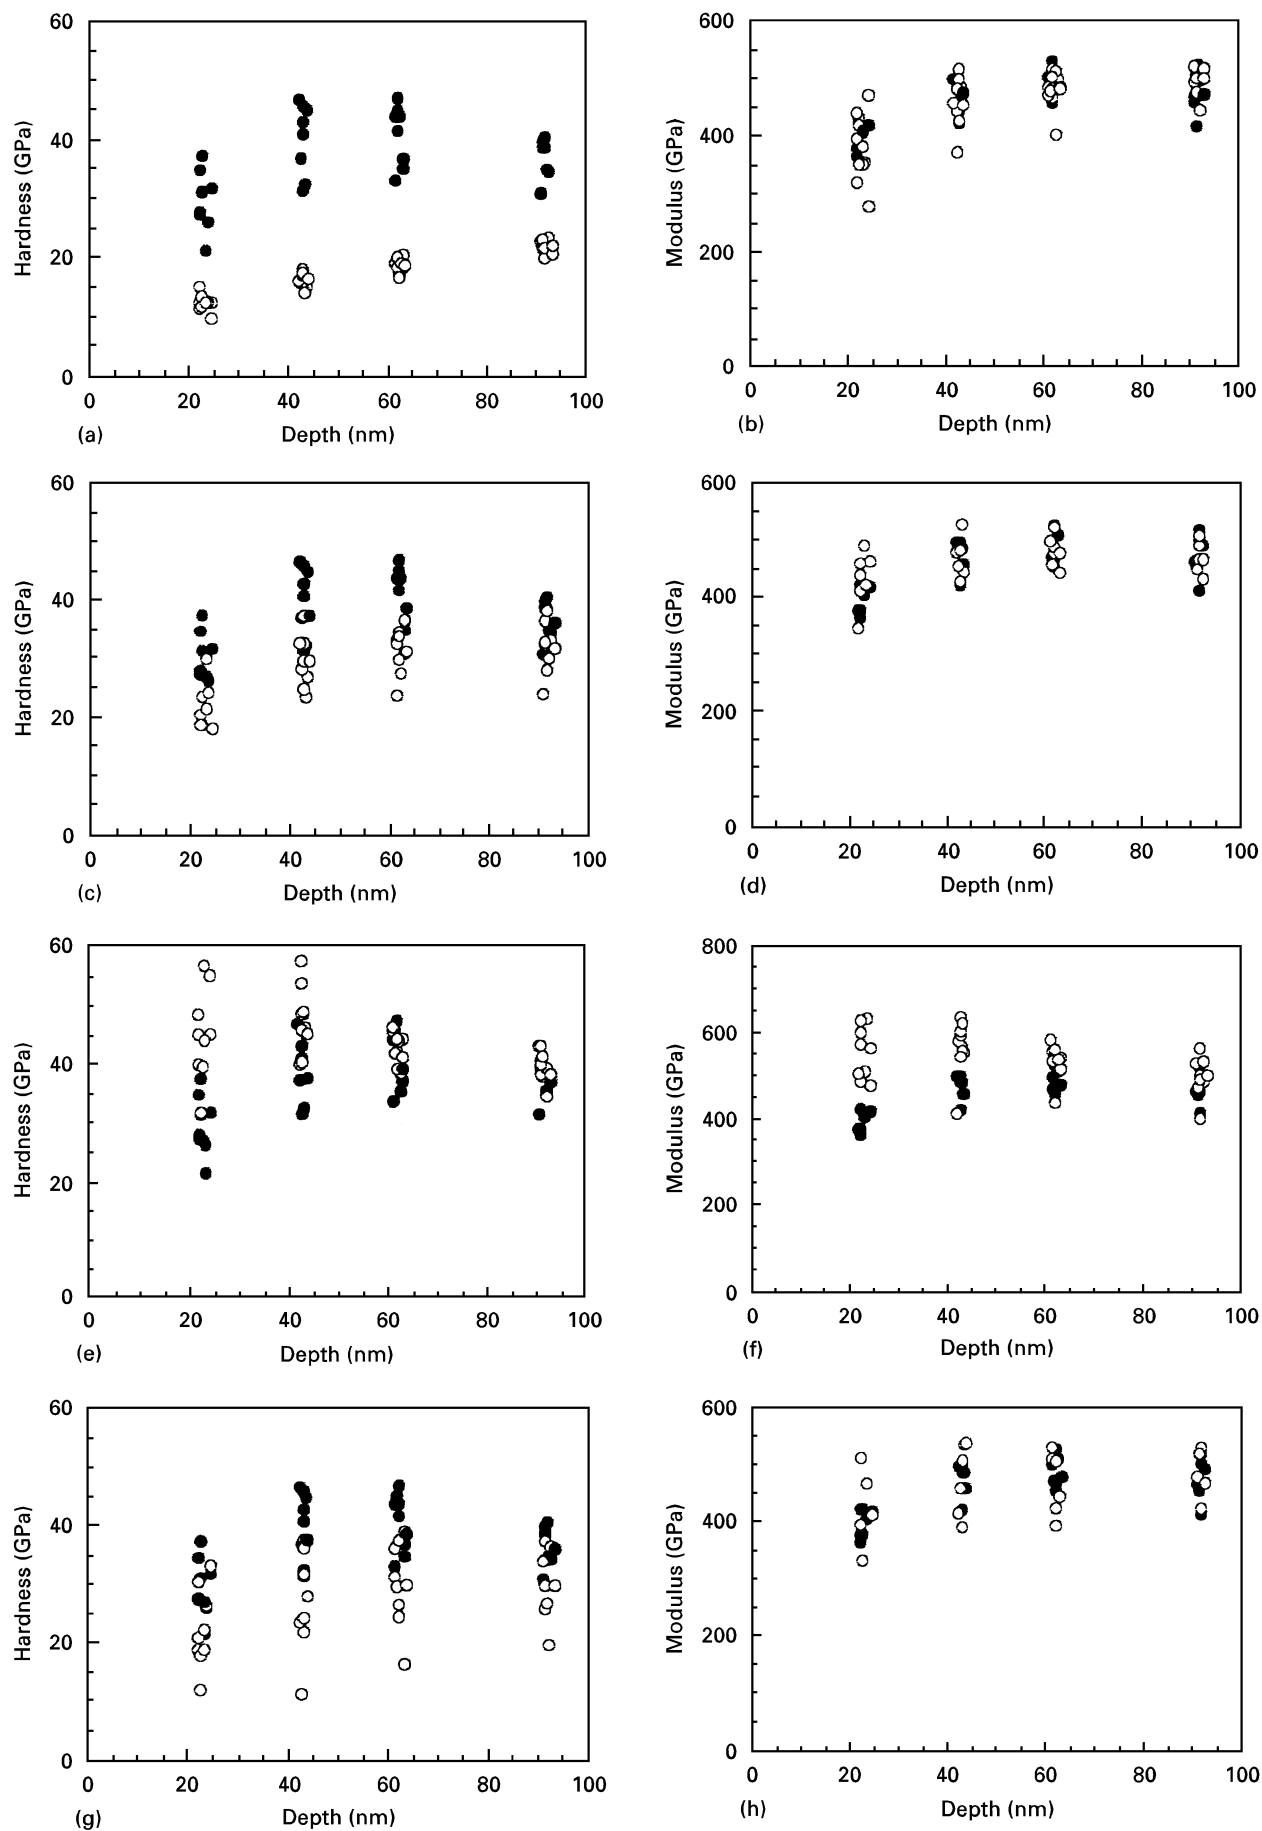 60
40
20
0
Hardness (GPa)
0 20 40 60 80 100
(a) Depth (nm)
600
400
200
0
Modulus (GPa)
0 20 40 60 80 100
(b) Depth (nm)
60
40
20
0
Hardness (GPa)
0 20 40 60 80 100
(c) Depth (nm)
600
400
200
0
Modulus (GPa)
0 20 40 60 80 100
(d) Depth (nm)
60
40
20
0
Hardness (GPa)
0 20 40 60 80 100
(e) Depth (nm)
800
600
400
200
0
Modulus (GPa)
0 20 40 60 80 100
(f) Depth (nm)
60
40
20
0
Hardness (GPa)
0 20 40 60 80 100
(g) Depth (nm)
600
400
200
0
Modulus (GPa)
0 20 40 60 80 100
(h) Depth (nm)